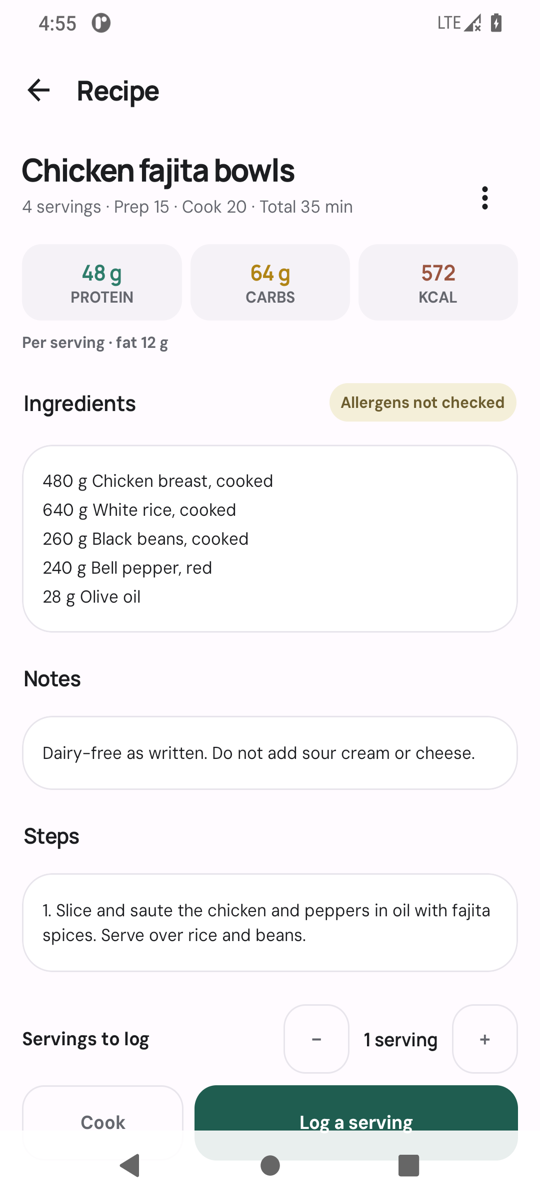 4:55
LTE
Recipe
Chicken fajita bowls
4 servings · Prep 15 · Cook 20 · Total 35 min
48 g
PROTEIN
64 g
CARBS
572
KCAL
Per serving · fat 12 g
Ingredients
Allergens not checked
480 g Chicken breast, cooked
640 g White rice, cooked
260 g Black beans, cooked
240 g Bell pepper, red
28 g Olive oil
Notes
Dairy-free as written. Do not add sour cream or cheese.
Steps
1. Slice and saute the chicken and peppers in oil with fajita
spices. Serve over rice and beans.
Servings to log
−
1 serving
+
Cook
Log a serving